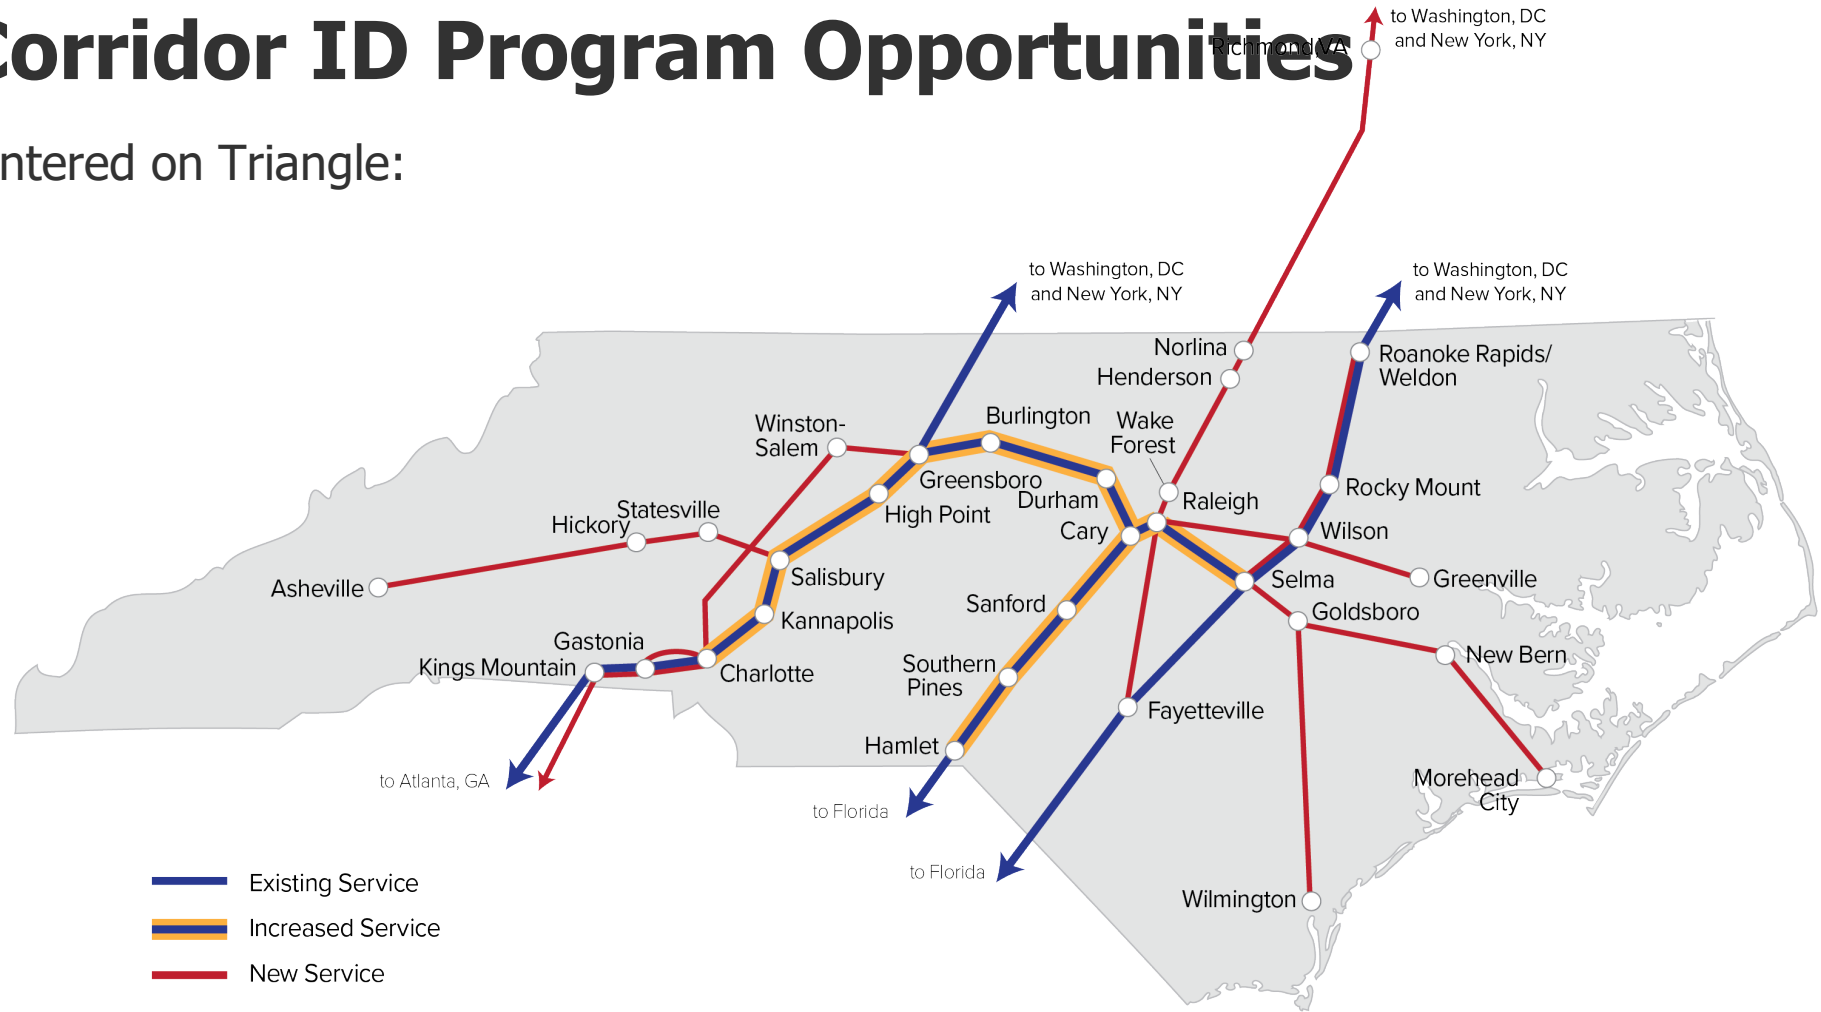 Corridor ID Program Opportunities
ntered on Triangle:
Richmond, VA
to Washington, DC
and New York, NY
to Washington, DC
and New York, NY
to Washington, DC
and New York, NY
Norlina
Henderson
Roanoke Rapids/
Weldon
Winston-
Salem
Burlington
Wake
Forest
Greensboro
High Point
Durham
Cary
Raleigh
Rocky Mount
Wilson
Statesville
Hickory
Asheville
Salisbury
Kannapolis
Selma
Greenville
Goldsboro
Sanford
Gastonia
Kings Mountain
Charlotte
Southern
Pines
New Bern
Fayetteville
Hamlet
to Atlanta, GA
to Florida
to Florida
Morehead
City
Wilmington
Existing Service
Increased Service
New Service